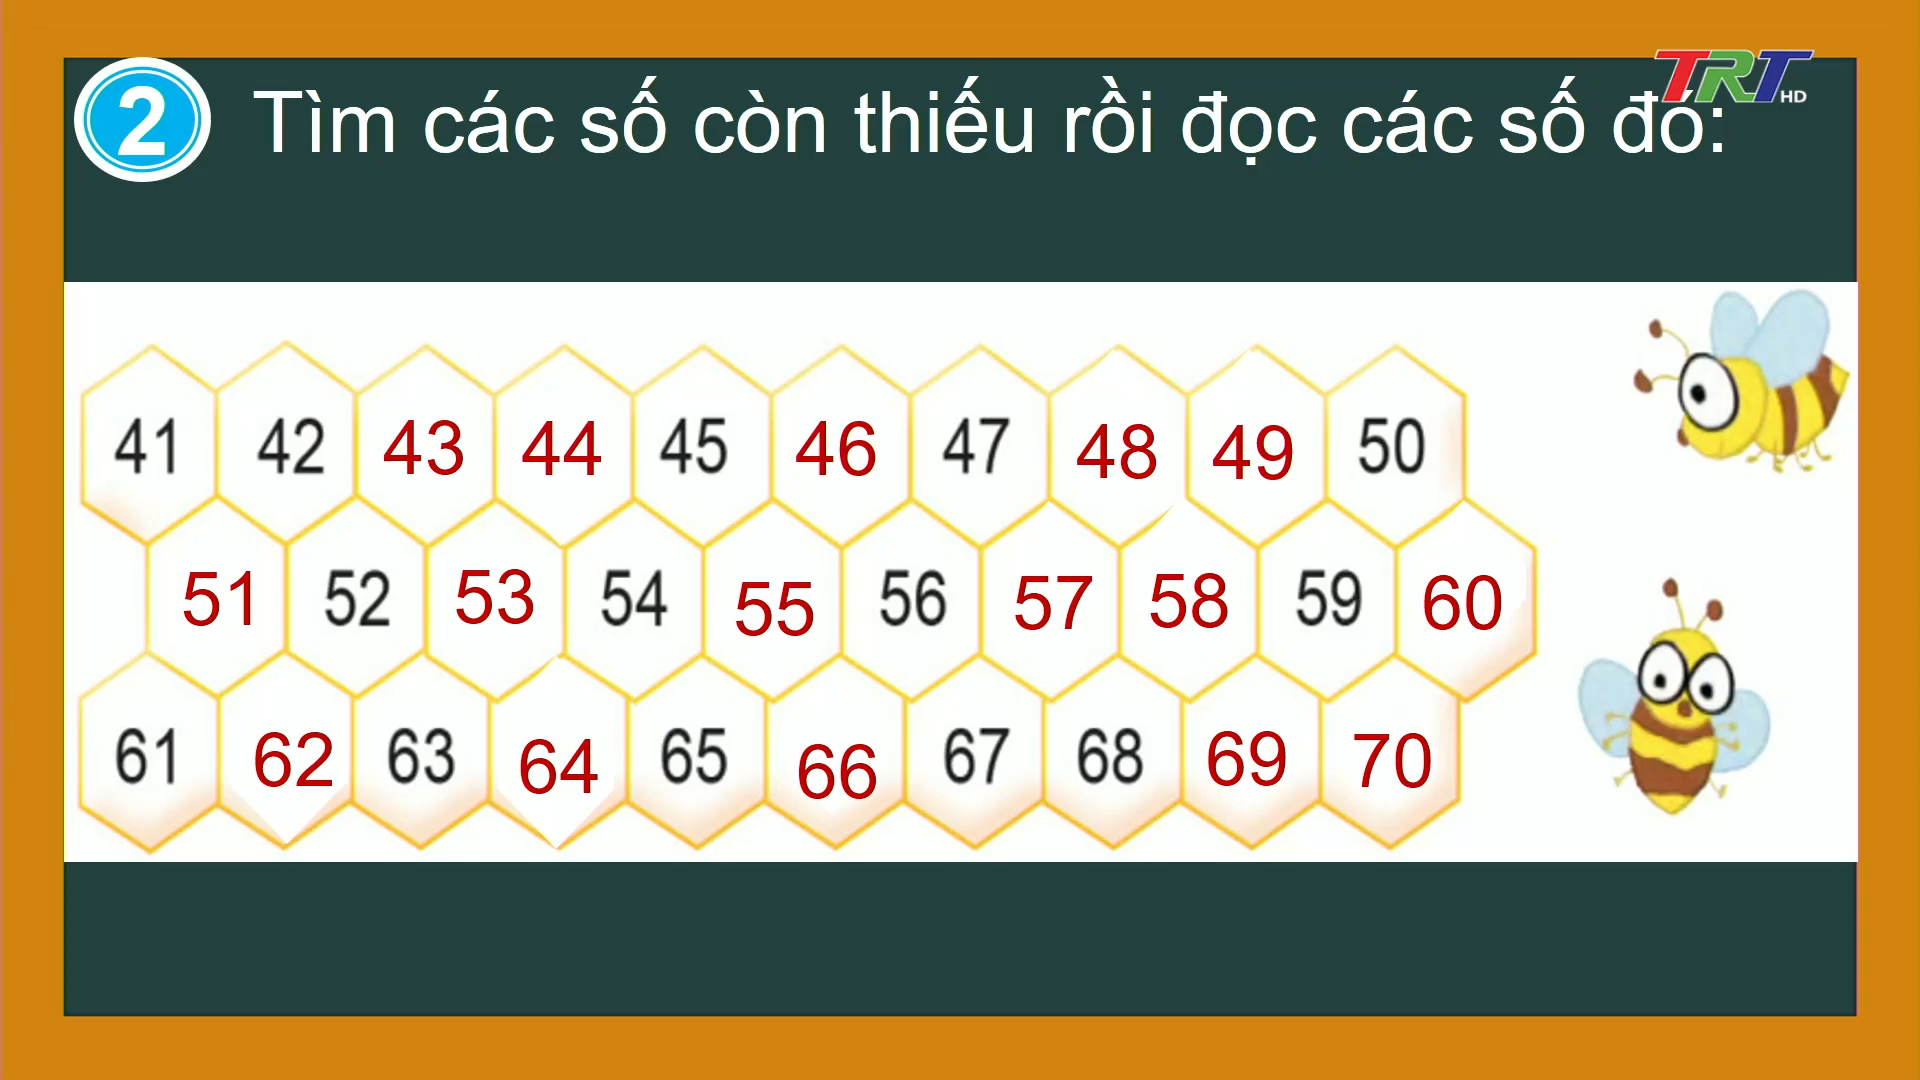 TRT HD
2 Tìm các số còn thiếu rồi đọc các số đó:
41 42 43 44 45 46 47 48 49 50
51 52 53 54 55 56 57 58 59 60
61 62 63 64 65 66 67 68 69 70